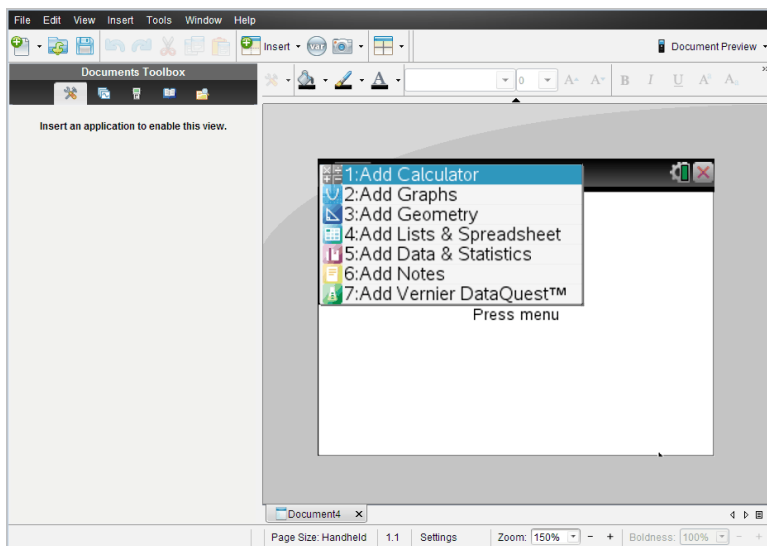 File Edit View Insert Tools Window Help
Insert
var
Document Preview
Documents Toolbox
0 A+ A+ B I U
Insert an application to enable this view.
1:Add Calculator
2:Add Graphs
3:Add Geometry
4:Add Lists & Spreadsheet
5:Add Data & Statistics
6:Add Notes
7:Add Vernier DataQuest™
Press menu
Document4
Page Size: Handheld 1.1 Settings Zoom: 150% - + Boldness: 100% - +